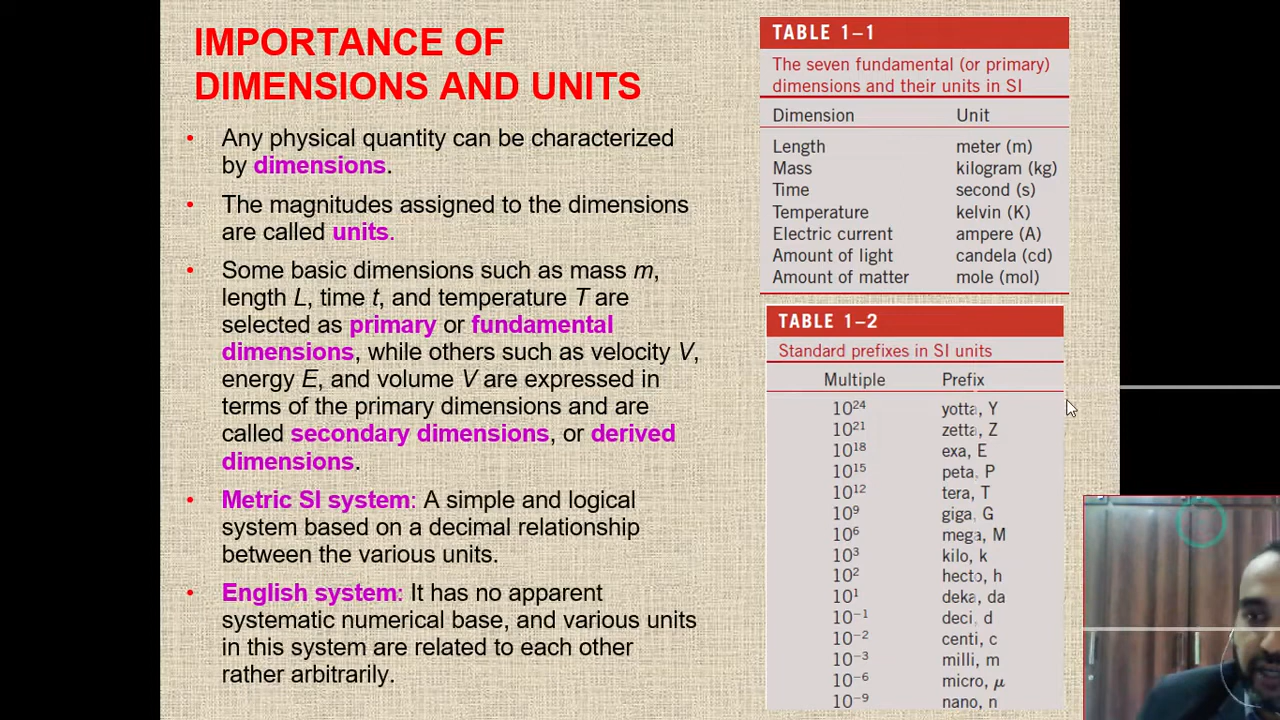 IMPORTANCE OF
DIMENSIONS AND UNITS
• Any physical quantity can be characterized
by dimensions.
• The magnitudes assigned to the dimensions
are called units.
• Some basic dimensions such as mass m,
length L, time t, and temperature T are
selected as primary or fundamental
dimensions, while others such as velocity V,
energy E, and volume V are expressed in
terms of the primary dimensions and are
called secondary dimensions, or derived
dimensions.
• Metric SI system: A simple and logical
system based on a decimal relationship
between the various units.
• English system: It has no apparent
systematic numerical base, and various units
in this system are related to each other
rather arbitrarily.
TABLE 1–1
The seven fundamental (or primary)
dimensions and their units in SI
Dimension Unit
Length meter (m)
Mass kilogram (kg)
Time second (s)
Temperature kelvin (K)
Electric current ampere (A)
Amount of light candela (cd)
Amount of matter mole (mol)
TABLE 1–2
Standard prefixes in SI units
Multiple Prefix
10²⁴ yotta, Y
10²¹ zetta, Z
10¹⁸ exa, E
10¹⁵ peta, P
10¹² tera, T
10⁹ giga, G
10⁶ mega, M
10³ kilo, k
10² hecto, h
10¹ deka, da
10⁻¹ deci, d
10⁻² centi, c
10⁻³ milli, m
10⁻⁶ micro, μ
10⁻⁹ nano, n